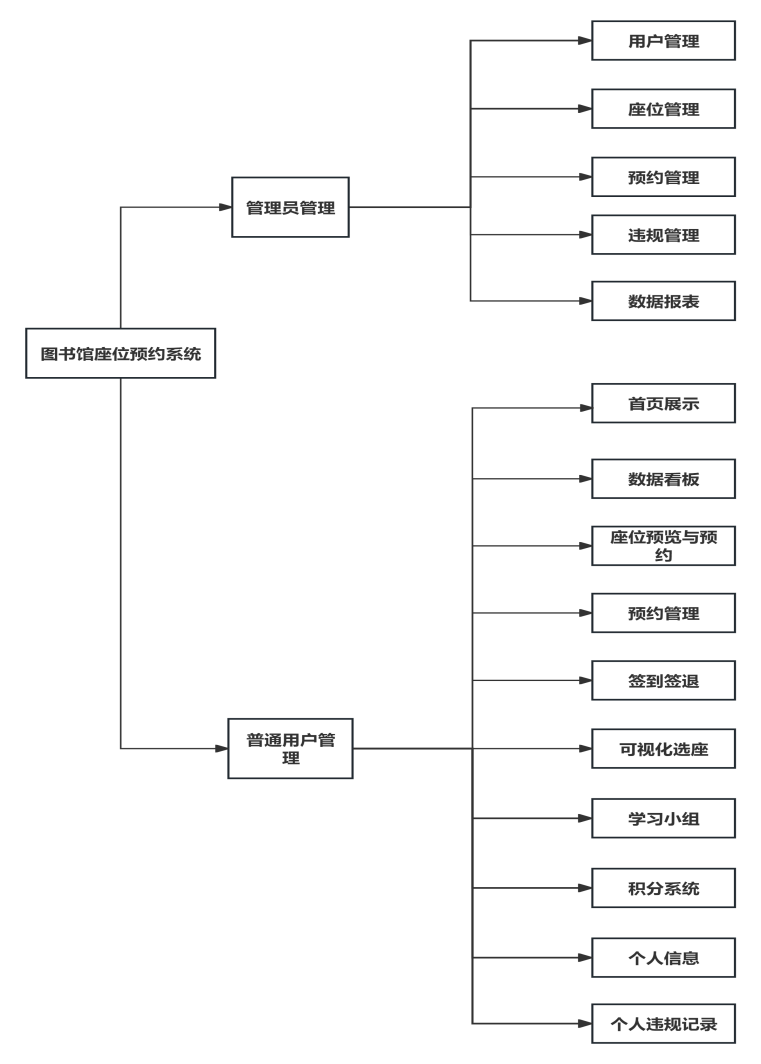 用户管理
座位管理
预约管理
管理员管理
违规管理
数据报表
图书馆座位预约系统
首页展示
数据看板
座位预览与预
约
预约管理
签到签退
普通用户管
理
可视化选座
学习小组
积分系统
个人信息
个人违规记录